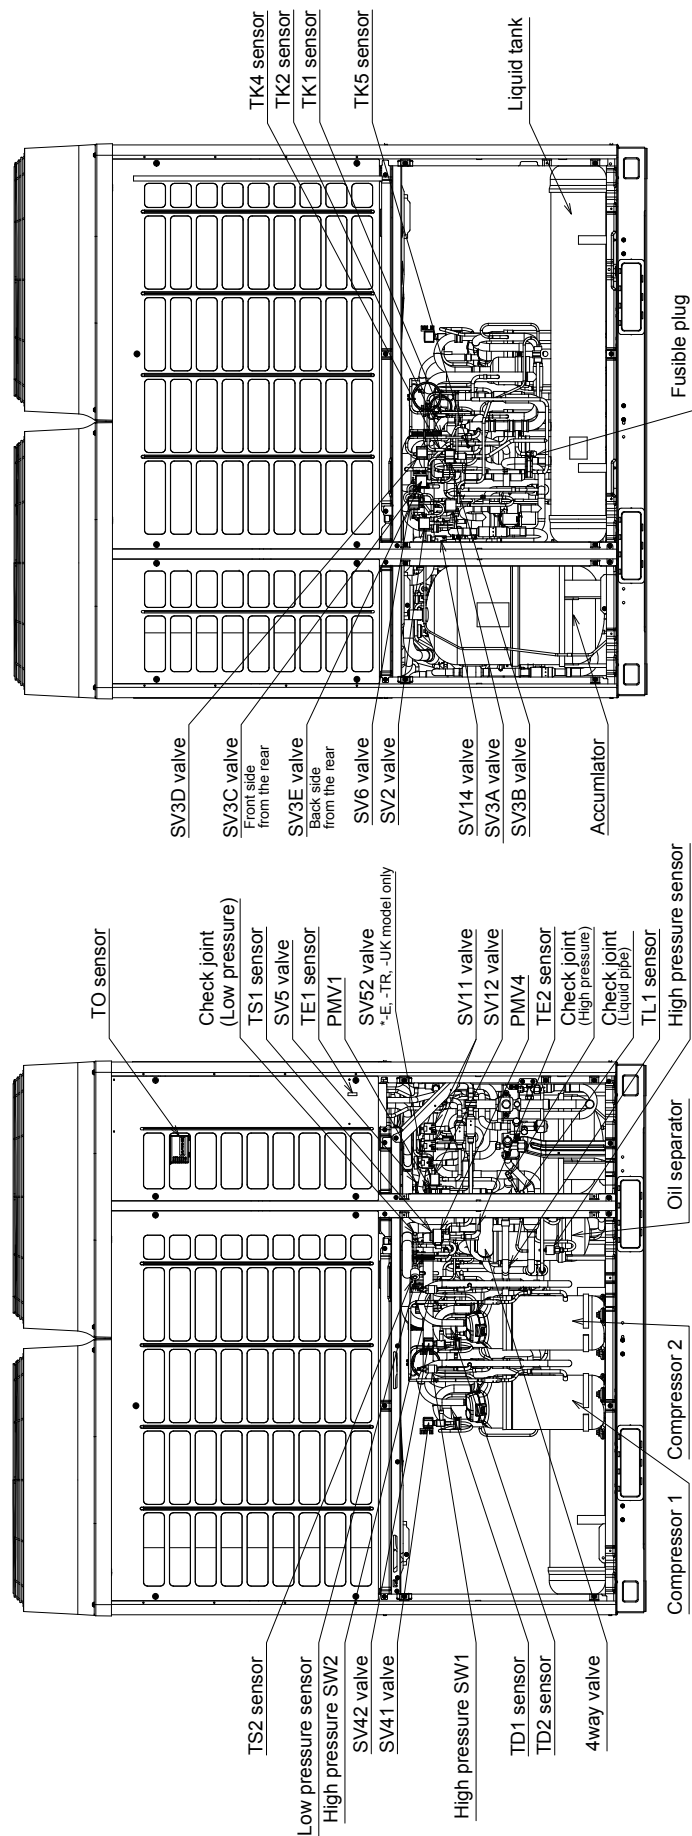 TO sensor
Check joint
(Low pressure)
TS1 sensor
SV5 valve
TE1 sensor
PMV1
SV52 valve
*-E, -TR, -UK model only
SV11 valve
SV12 valve
PMV4
TE2 sensor
Check joint
(High pressure)
Check joint
(Liquid pipe)
TL1 sensor
High pressure sensor
TS2 sensor
Low pressure sensor
High pressure SW2
SV42 valve
SV41 valve
High pressure SW1
TD1 sensor
TD2 sensor
4way valve
Compressor 1
Compressor 2
Oil separator
TK4 sensor
TK2 sensor
TK1 sensor
TK5 sensor
Liquid tank
SV3D valve
SV3C valve
Front side
from the rear
SV3E valve
Back side
from the rear
SV6 valve
SV2 valve
SV14 valve
SV3A valve
SV3B valve
Accumlator
Fusible plug